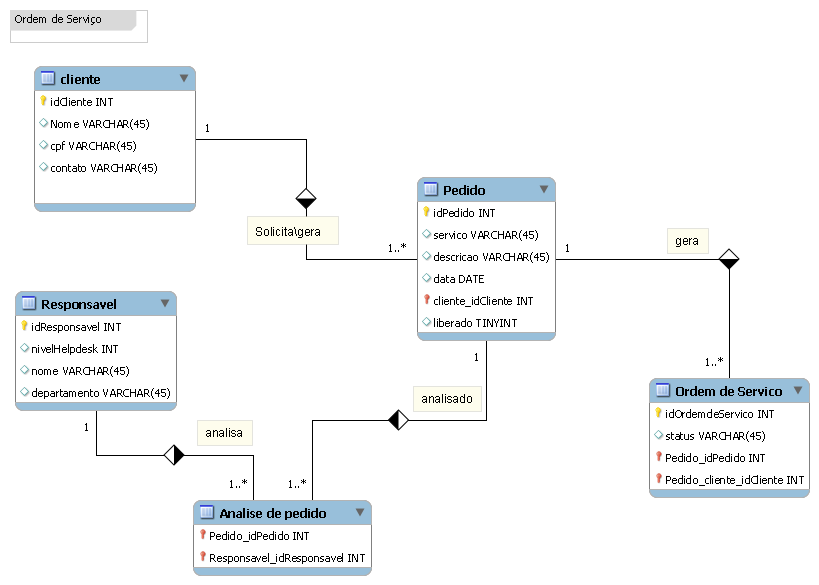 Ordem de Serviço
cliente
idCliente INT
Nome VARCHAR(45)
cpf VARCHAR(45)
contato VARCHAR(45)
1
Solicita\gera
1..*
Pedido
idPedido INT
servico VARCHAR(45)
descricao VARCHAR(45)
data DATE
cliente_idCliente INT
liberado TINYINT
1
gera
1..*
Responsavel
idResponsavel INT
nivelHelpdesk INT
nome VARCHAR(45)
departamento VARCHAR(45)
1
analisa
1..*
1
analisado
1..*
Ordem de Servico
idOrdemdeServico INT
status VARCHAR(45)
Pedido_idPedido INT
Pedido_cliente_idCliente INT
Analise de pedido
Pedido_idPedido INT
Responsavel_idResponsavel INT